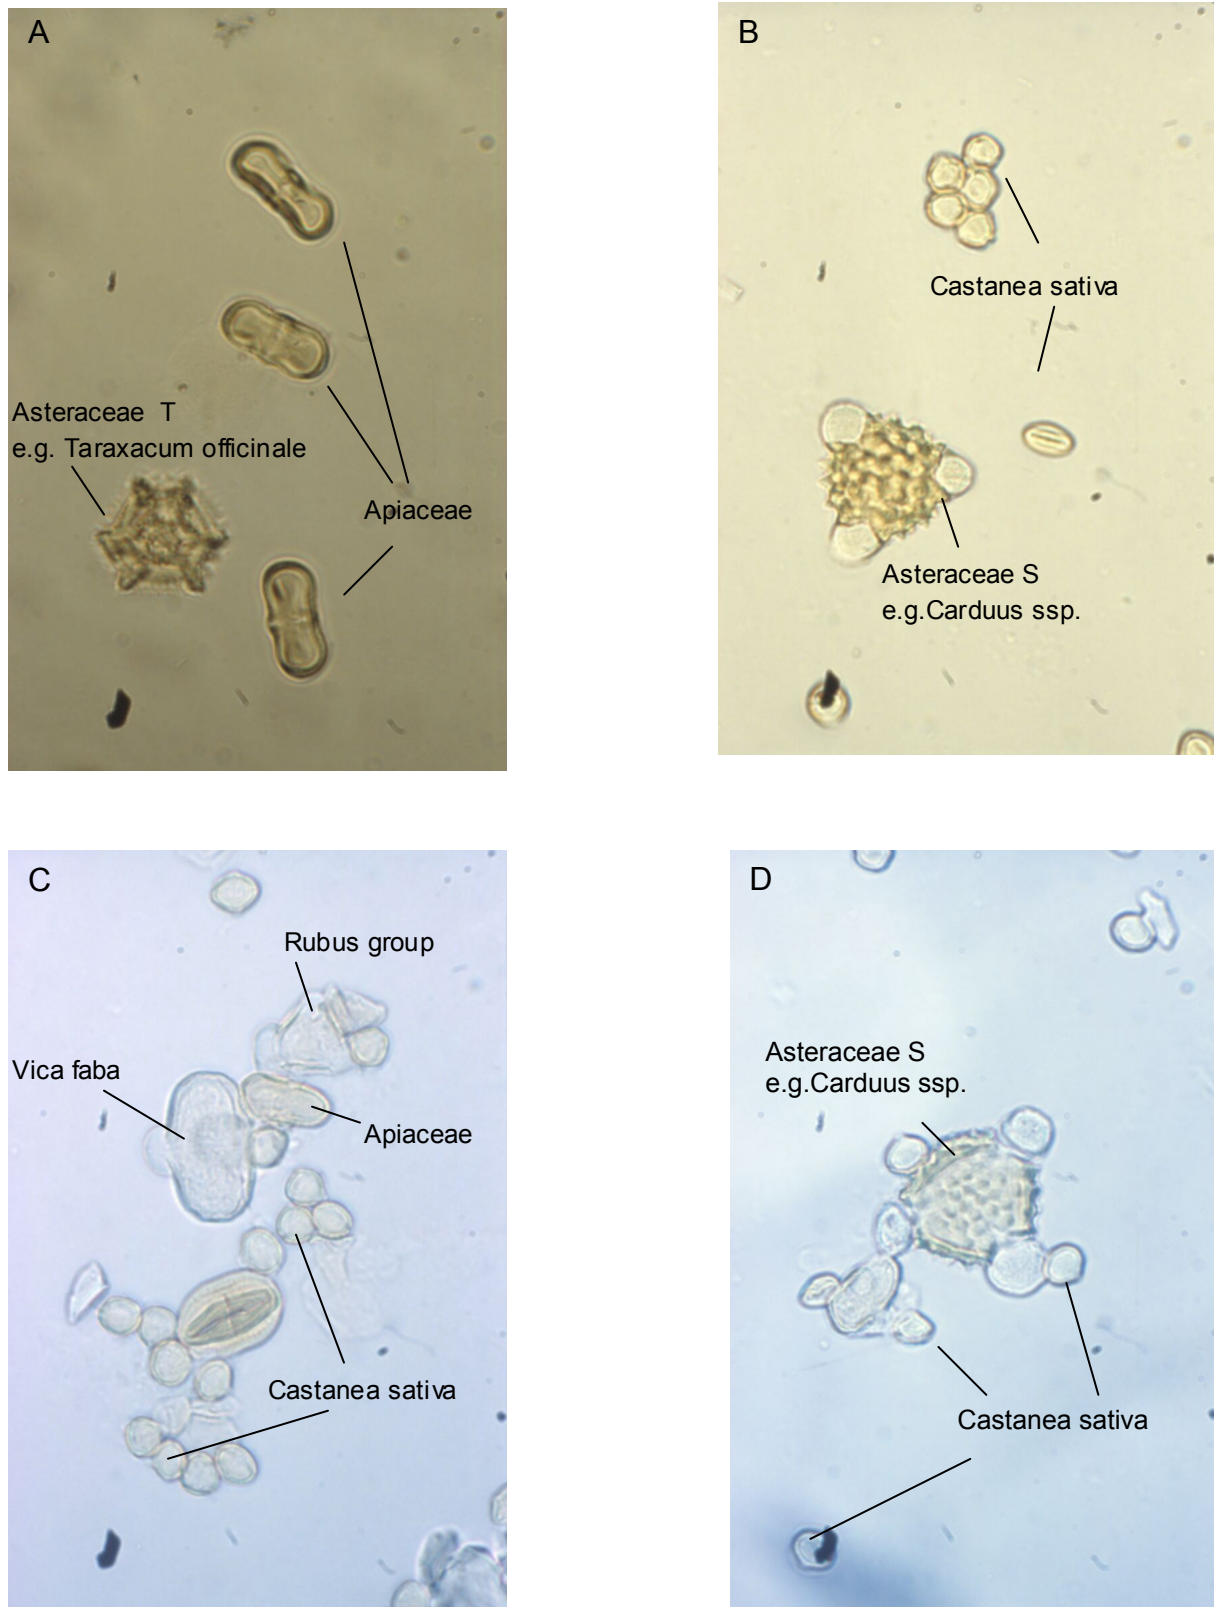 A
Asteraceae T
e.g. Taraxacum officinale
Apiaceae
B
Castanea sativa
Asteraceae S
e.g.Carduus ssp.
C
Rubus group
Vica faba
Apiaceae
Castanea sativa
D
Asteraceae S
e.g.Carduus ssp.
Castanea sativa